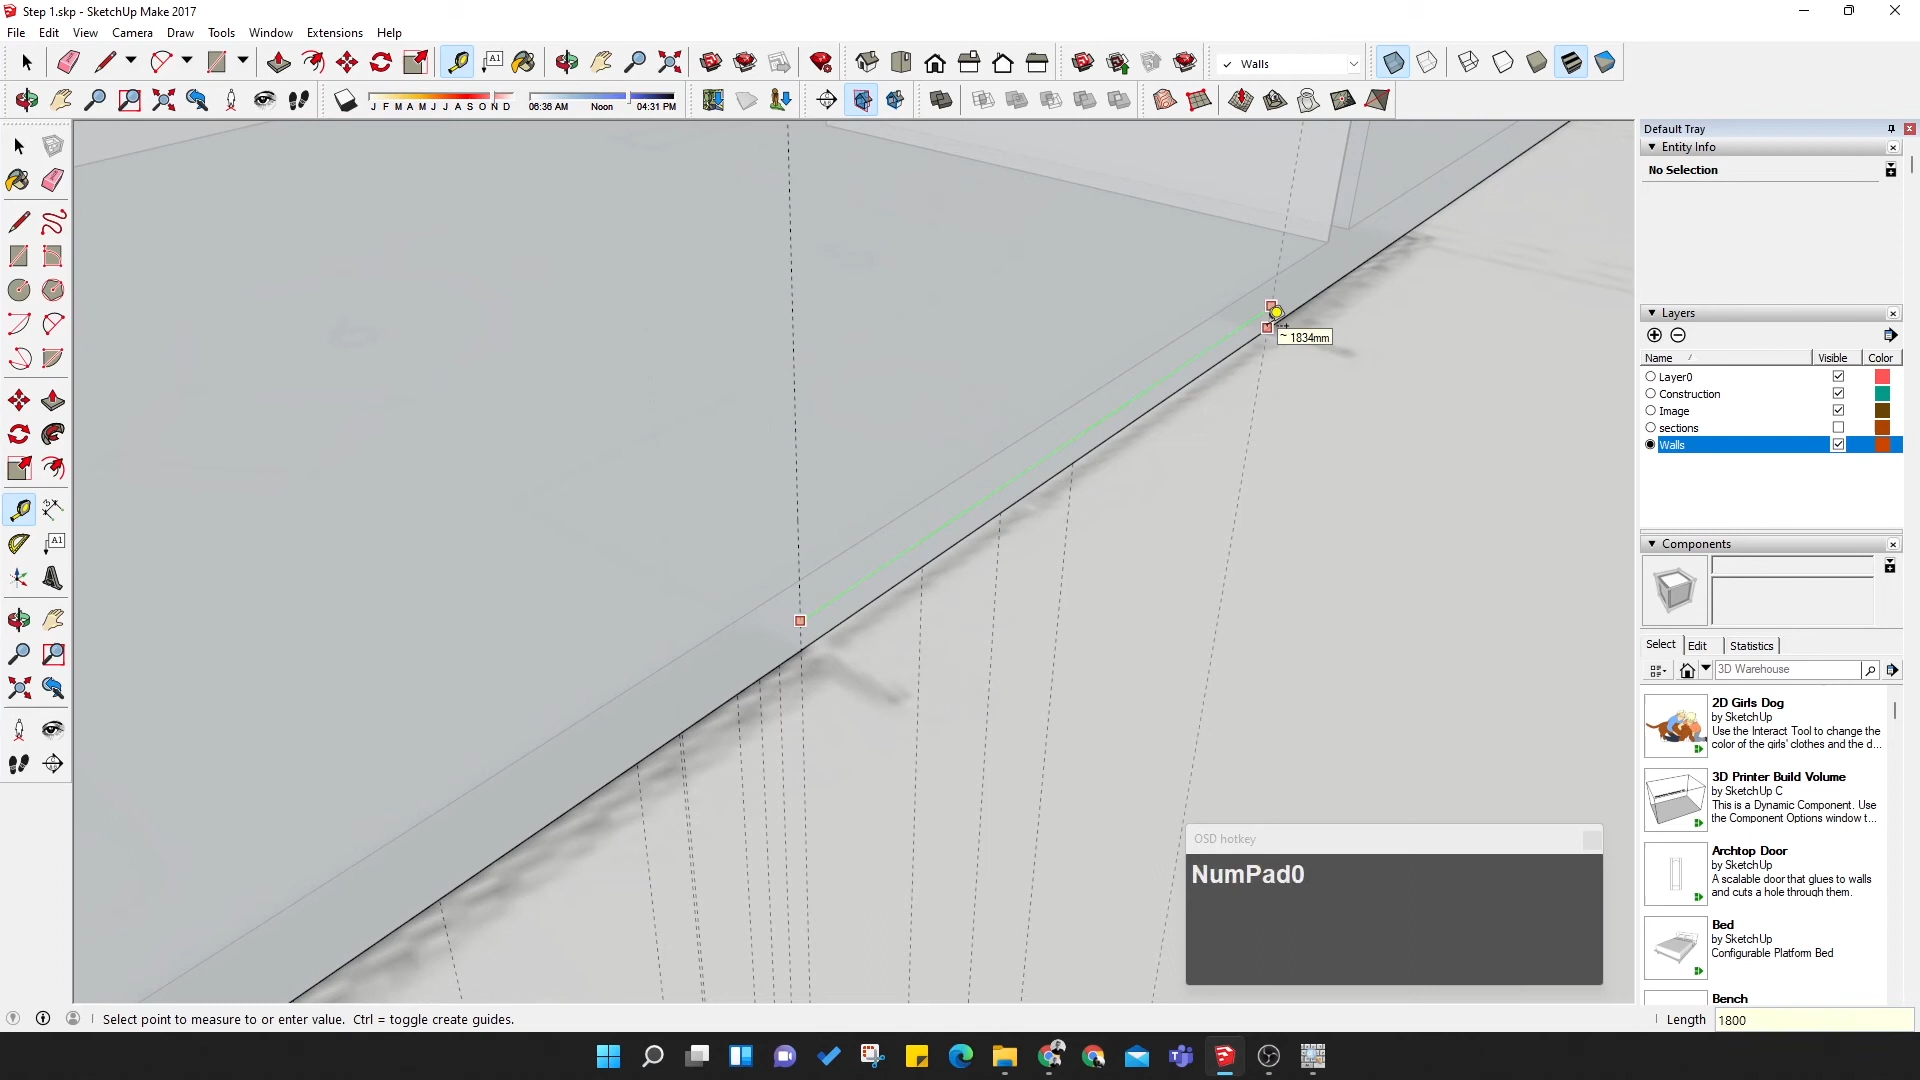 Step 1.skp - SketchUp Make 2017
File Edit View Camera Draw Tools Window Extensions Help
A1
✓ Walls
J F M A M J J A S O N D
06:36 AM Noon 04:31 PM
Default Tray
Entity Info
No Selection
~ 1834mm
Layers
Name Visible Color
Layer0
Construction
Image
sections
Walls
A1
Components
Select Edit Statistics
3D Warehouse
2D Girls Dog
by SketchUp
Use the Interact Tool to change the
color of the girls' clothes and the d...
3D Printer Build Volume
by SketchUp C
This is a Dynamic Component. Use
the Component Options window t...
Archtop Door
by SketchUp
A scalable door that glues to walls
and cuts a hole through them.
Bed
by SketchUp
Configurable Platform Bed
Bench
OSD hotkey
NumPad0
Select point to measure to or enter value. Ctrl = toggle create guides.
Length 1800